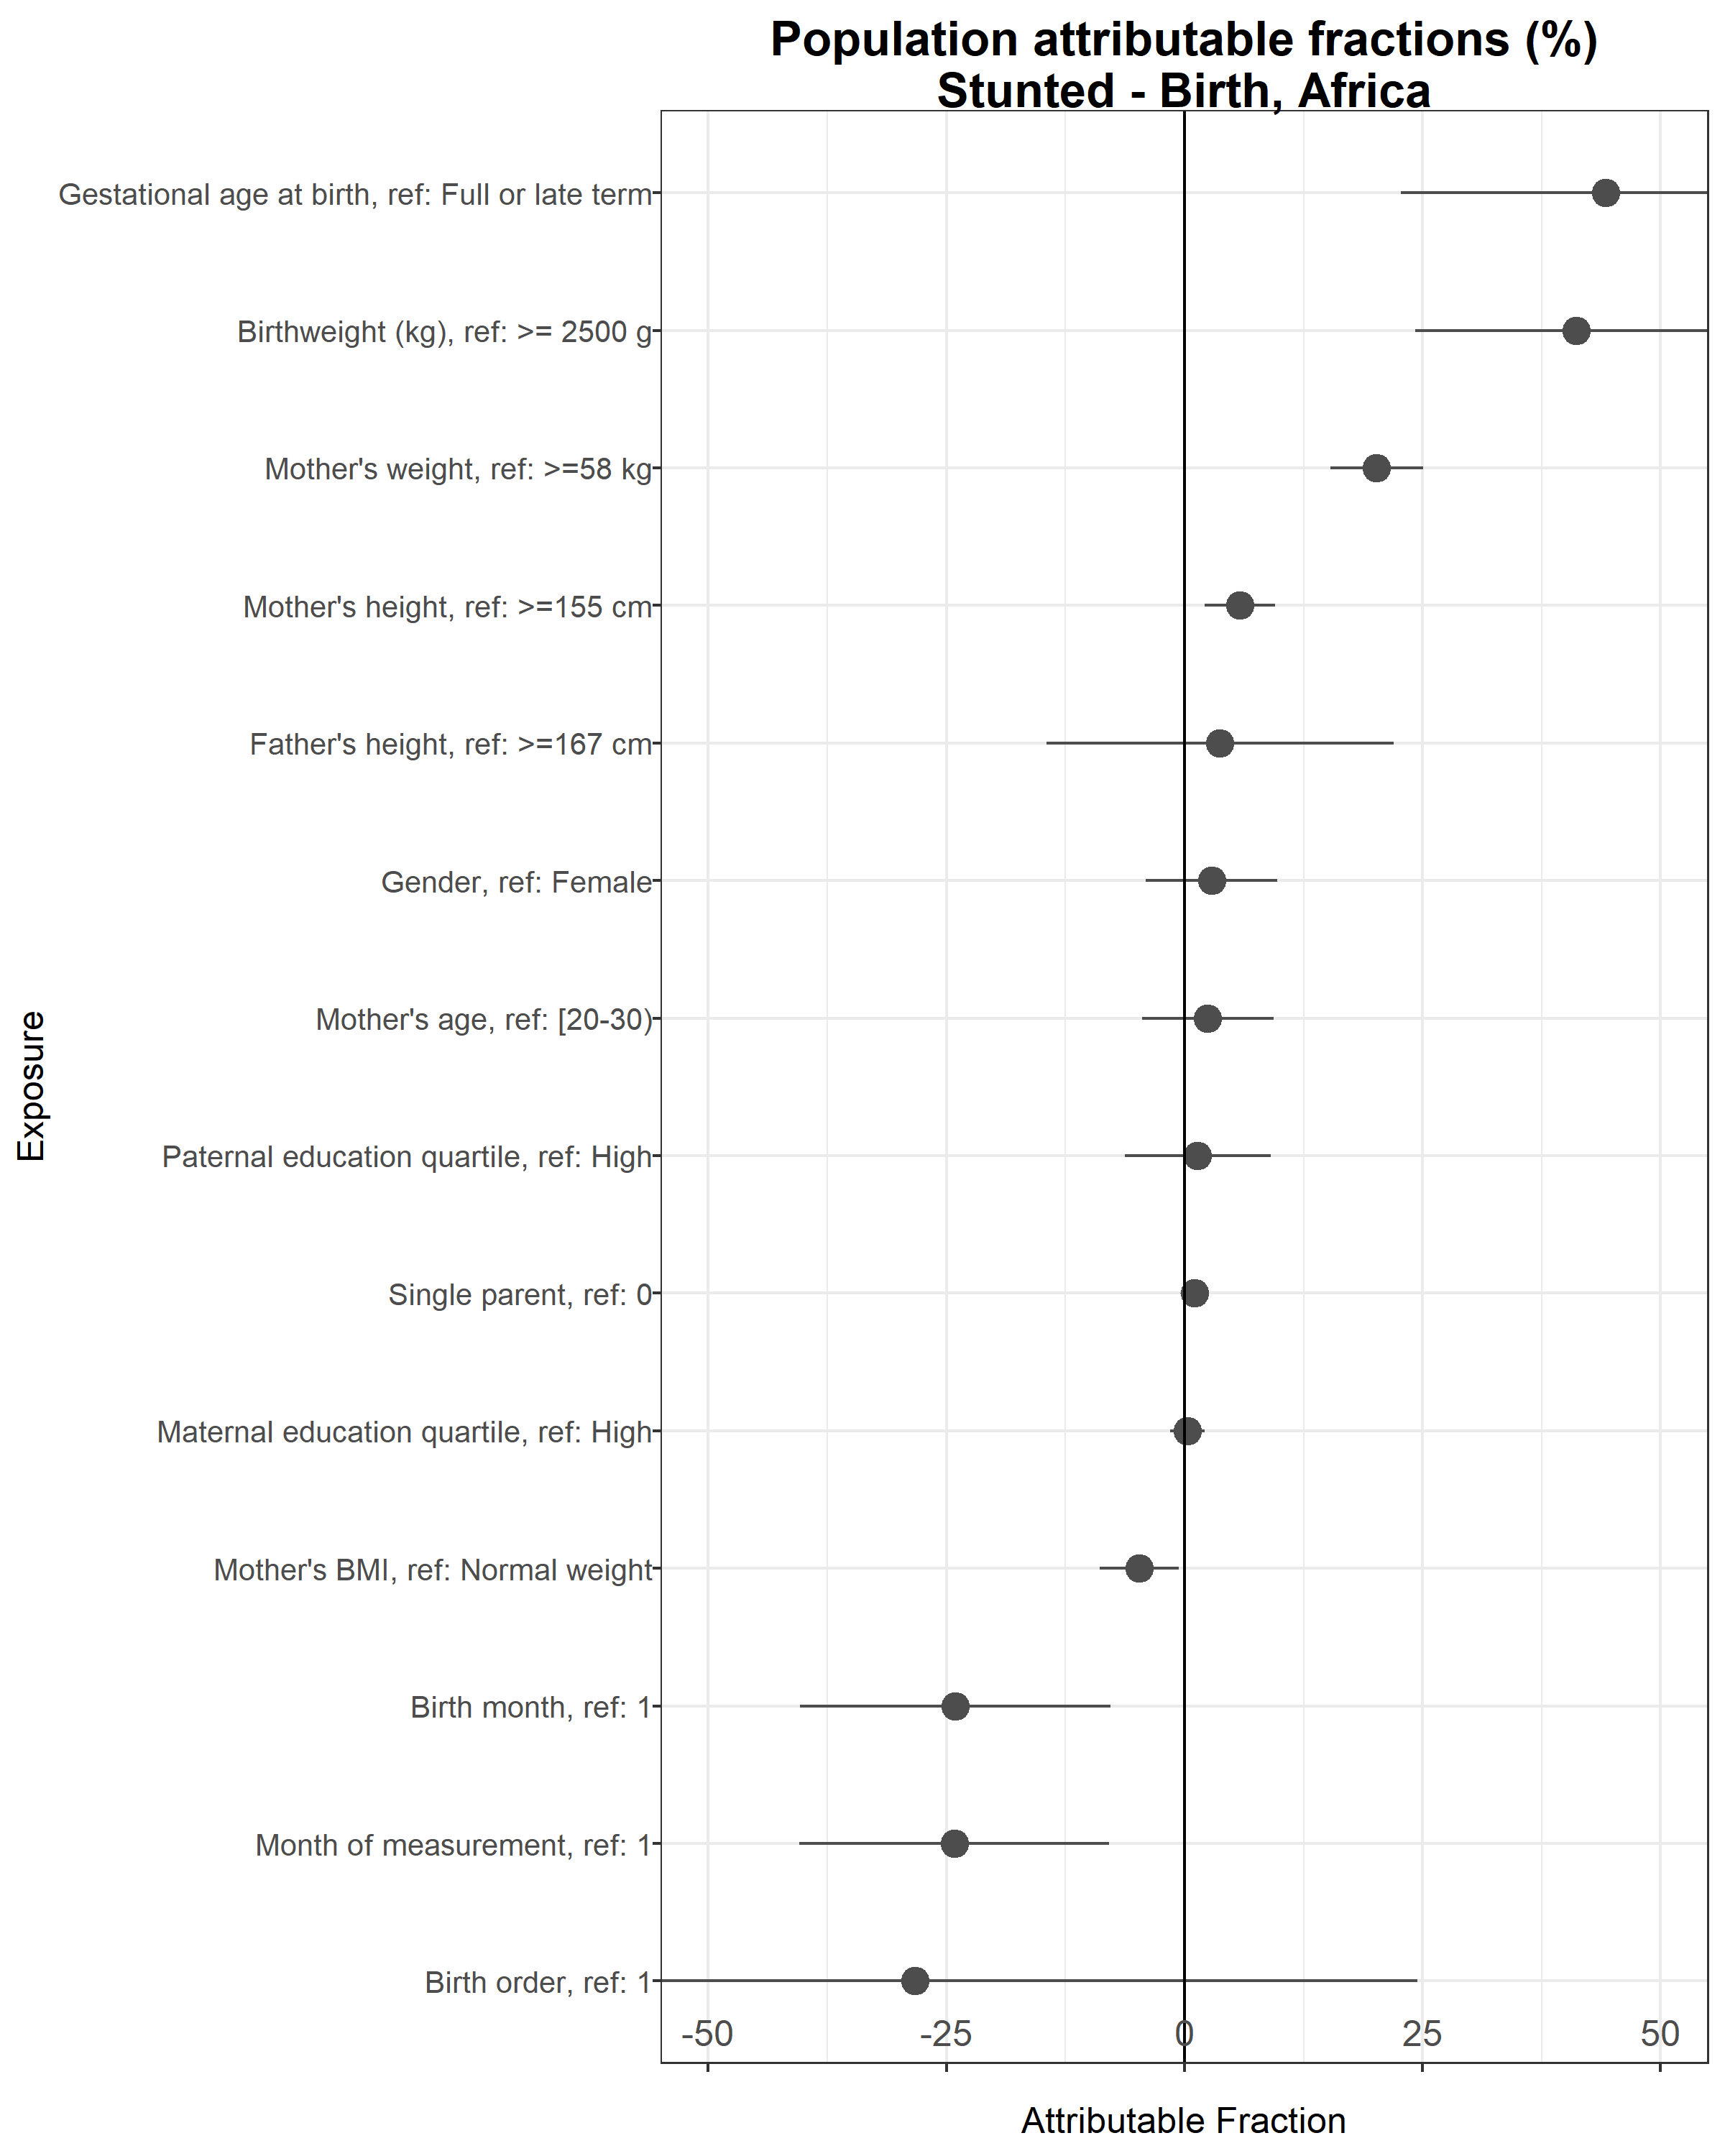 Population attributable fractions (%)
Stunted - Birth, Africa
Gestational age at birth, ref: Full or late term
Birthweight (kg), ref: >= 2500 g
Mother's weight, ref: >=58 kg
Mother's height, ref: >=155 cm
Father's height, ref: >=167 cm
Gender, ref: Female
Mother's age, ref: [20-30)
Paternal education quartile, ref: High
Single parent, ref: 0
Maternal education quartile, ref: High
Mother's BMI, ref: Normal weight
Birth month, ref: 1
Month of measurement, ref: 1
Birth order, ref: 1
Exposure
-50 -25 0 25 50
Attributable Fraction